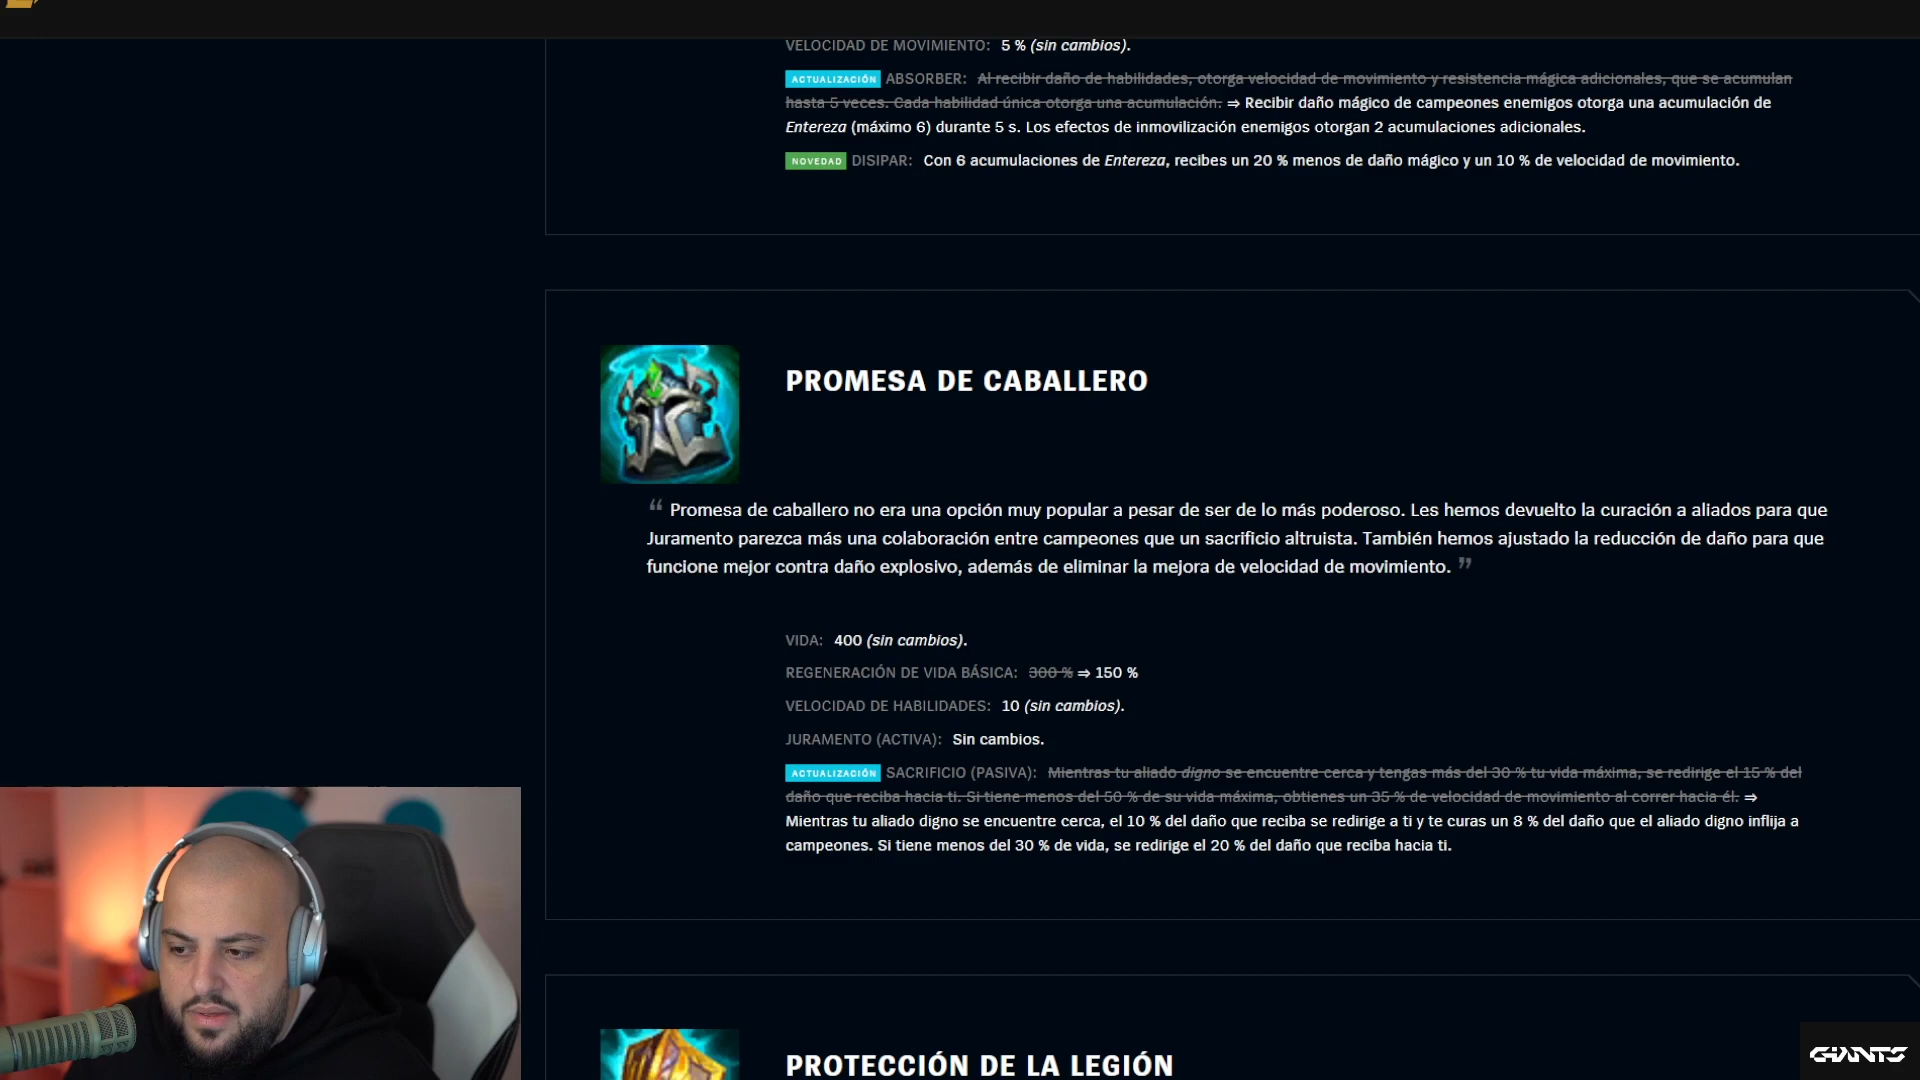 VELOCIDAD DE MOVIMIENTO: 5 % (sin cambios).
ACTUALIZACIÓN ABSORBER: Al recibir daño de habilidades, otorga velocidad de movimiento y resistencia mágica adicionales, que se acumulan
hasta 5 veces. Cada habilidad única otorga una acumulación. ⇒ Recibir daño mágico de campeones enemigos otorga una acumulación de
Entereza (máximo 6) durante 5 s. Los efectos de inmovilización enemigos otorgan 2 acumulaciones adicionales.
NOVEDAD DISIPAR: Con 6 acumulaciones de Entereza, recibes un 20 % menos de daño mágico y un 10 % de velocidad de movimiento.
PROMESA DE CABALLERO
“ Promesa de caballero no era una opción muy popular a pesar de ser de lo más poderoso. Les hemos devuelto la curación a aliados para que
Juramento parezca más una colaboración entre campeones que un sacrificio altruista. También hemos ajustado la reducción de daño para que
funcione mejor contra daño explosivo, además de eliminar la mejora de velocidad de movimiento. ”
VIDA: 400 (sin cambios).
REGENERACIÓN DE VIDA BÁSICA: 300 % ⇒ 150 %
VELOCIDAD DE HABILIDADES: 10 (sin cambios).
JURAMENTO (ACTIVA): Sin cambios.
ACTUALIZACIÓN SACRIFICIO (PASIVA): Mientras tu aliado digno se encuentre cerca y tengas más del 30 % tu vida máxima, se redirige el 15 % del
daño que reciba hacia ti. Si tiene menos del 50 % de su vida máxima, obtienes un 35 % de velocidad de movimiento al correr hacia él. ⇒
Mientras tu aliado digno se encuentre cerca, el 10 % del daño que reciba se redirige a ti y te curas un 8 % del daño que el aliado digno inflija a
campeones. Si tiene menos del 30 % de vida, se redirige el 20 % del daño que reciba hacia ti.
PROTECCIÓN DE LA LEGIÓN
GIANTS